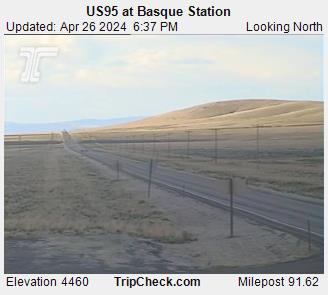 US95 at Basque Station
Updated: Apr 26 2024 6:37 PM Looking North
Elevation 4460 TripCheck.com Milepost 91.62